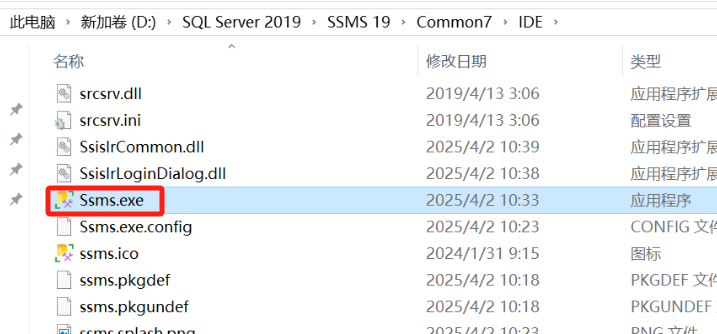 此电脑 > 新加卷 (D:) > SQL Server 2019 > SSMS 19 > Common7 > IDE >
名称 修改日期 类型
srcsrv.dll 2019/4/13 3:06 应用程序扩展
srcsrv.ini 2019/4/13 3:06 配置设置
SsisIrCommon.dll 2025/4/2 10:39 应用程序扩展
SsisIrLoginDialog.dll 2025/4/2 10:38 应用程序扩展
Ssms.exe 2025/4/2 10:33 应用程序
Ssms.exe.config 2025/4/2 10:23 CONFIG 文件
ssms.ico 2024/1/31 9:15 图标
ssms.pkgdef 2025/4/2 10:18 PKGDEF 文件
ssms.pkgundef 2025/4/2 10:18 PKGUNDEF
ssms.splash.png 2025/4/2 10:23 PNG 文件